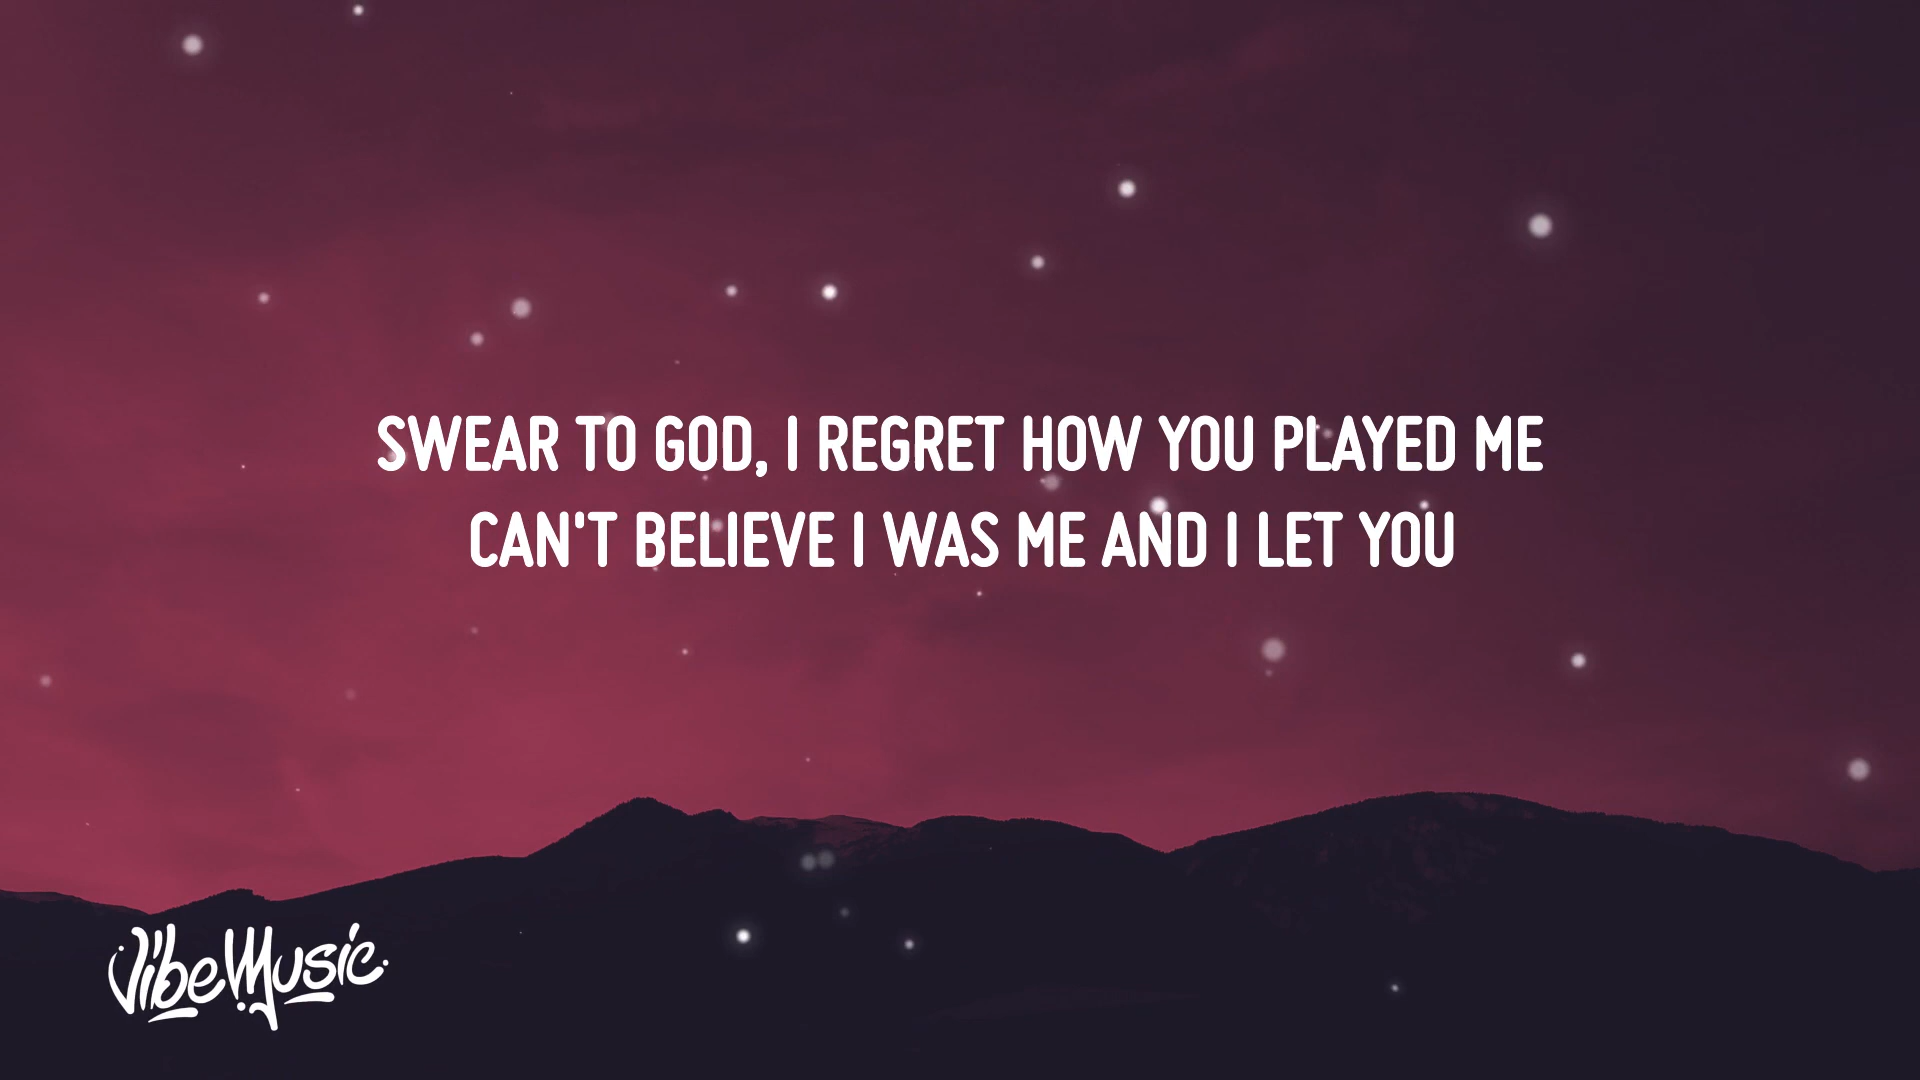 SWEAR TO GOD, I REGRET HOW YOU PLAYED ME
CAN'T BELIEVE I WAS ME AND I LET YOU
VibeMusic